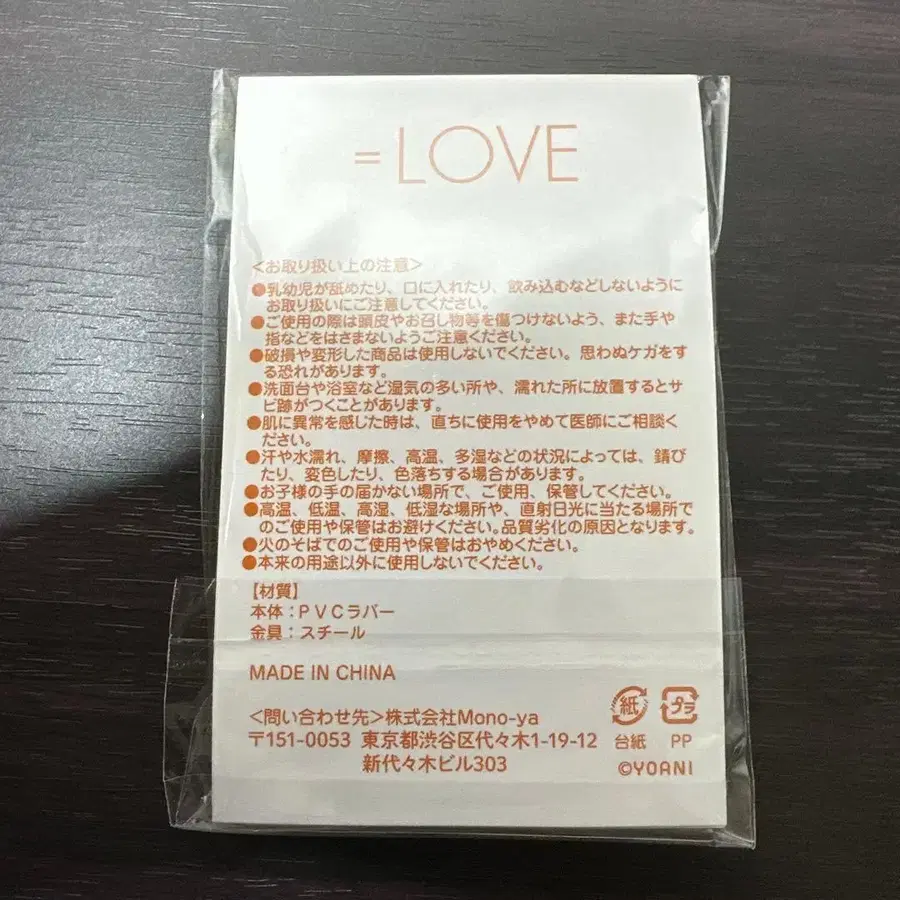 =LOVE
＜お取り扱い上の注意＞
●乳幼児が舐めたり、口に入れたり、飲み込むなどしないように
お取り扱いにご注意してください。
●ご使用の際は頭皮やお召し物等を傷つけないよう、また手や
指などをはさまないようご注意ください。
●破損や変形した商品は使用しないでください。思わぬケガをす
る恐れがあります。
●洗面台や浴室など湿気の多い所や、濡れた所に放置するとサ
ビ跡がつくことがあります。
●肌に異常を感じた時は、直ちに使用をやめて医師にご相談く
ださい。
●汗や水濡れ、摩擦、高温、多湿などの状況によっては、錆び
たり、変色したり、色落ちする場合があります。
●お子様の手の届かない場所で、ご使用、保管してください。
●高温、低温、高湿、低湿な場所や、直射日光に当たる場所で
のご使用や保管はお避けください。品質劣化の原因となります。
●火のそばでのご使用や保管はおやめください。
●本来の用途以外に使用しないでください。
【材質】
本体：PVCラバー
金具：スチール
MADE IN CHINA
＜問い合わせ先＞株式会社Mono-ya
〒151-0053 東京都渋谷区代々木1-19-12
新代々木ビル303
紙 プラ
台紙 PP
©YOANI